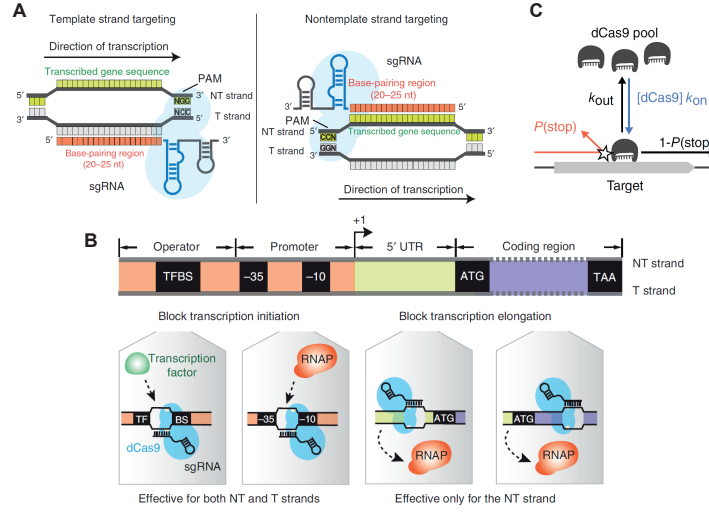 A
Template strand targeting
Direction of transcription
Transcribed gene sequence
PAM
5′
3′
NGG
NT strand
NCC
T strand
3′
5′
5′
3′
Base-pairing region
(20–25 nt)
sgRNA
Nontemplate strand targeting
sgRNA
3′
Base-pairing region
(20–25 nt)
5′
PAM
5′
3′
NT strand
CCN
Transcribed gene sequence
T strand
GGN
3′
5′
Direction of transcription
C
dCas9 pool
kout
[dCas9] kon
P(stop)
1-P(stop
Target
B
+1
Operator
Promoter
5′ UTR
Coding region
TFBS
–35
–10
ATG
TAA
NT strand
T strand
Block transcription initiation
Block transcription elongation
Transcription
factor
TF
BS
dCas9
sgRNA
RNAP
–35
–10
ATG
RNAP
ATG
RNAP
Effective for both NT and T strands
Effective only for the NT strand